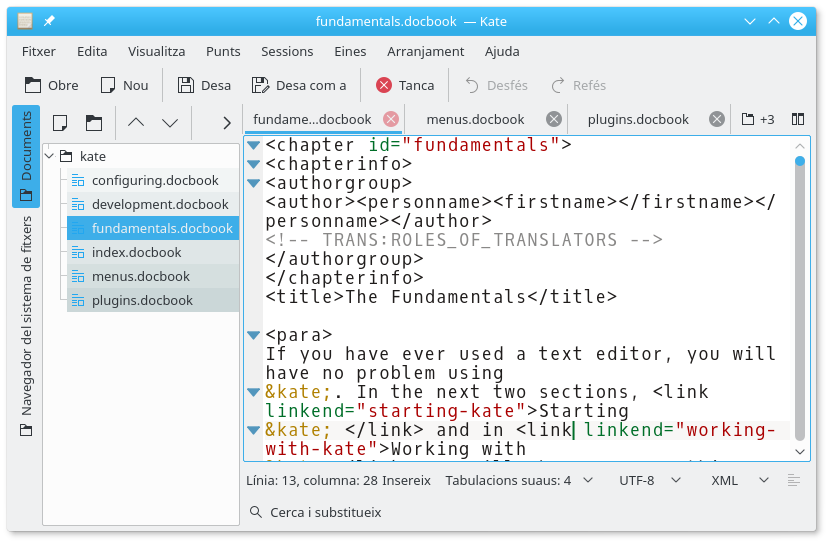 fundamentals.docbook — Kate
Fitxer Edita Visualitza Punts Sessions Eines Arranjament Ajuda
Obre Nou Desa Desa com a Tanca Desfés Refés
Documents
Navegador del sistema de fitxers
kate
configuring.docbook
development.docbook
fundamentals.docbook
index.docbook
menus.docbook
plugins.docbook
fundame...docbook menus.docbook plugins.docbook +3
<chapter id="fundamentals">
<chapterinfo>
<authorgroup>
<author><personname><firstname></firstname></
personname></author>
<!-- TRANS:ROLES_OF_TRANSLATORS -->
</authorgroup>
</chapterinfo>
<title>The Fundamentals</title>
<para>
If you have ever used a text editor, you will
have no problem using
&kate;. In the next two sections, <link
linkend="starting-kate">Starting
&kate; </link> and in <link linkend="working-
with-kate">Working with
Línia: 13, columna: 28 Insereix Tabulacions suaus: 4 UTF-8 XML
Cerca i substitueix